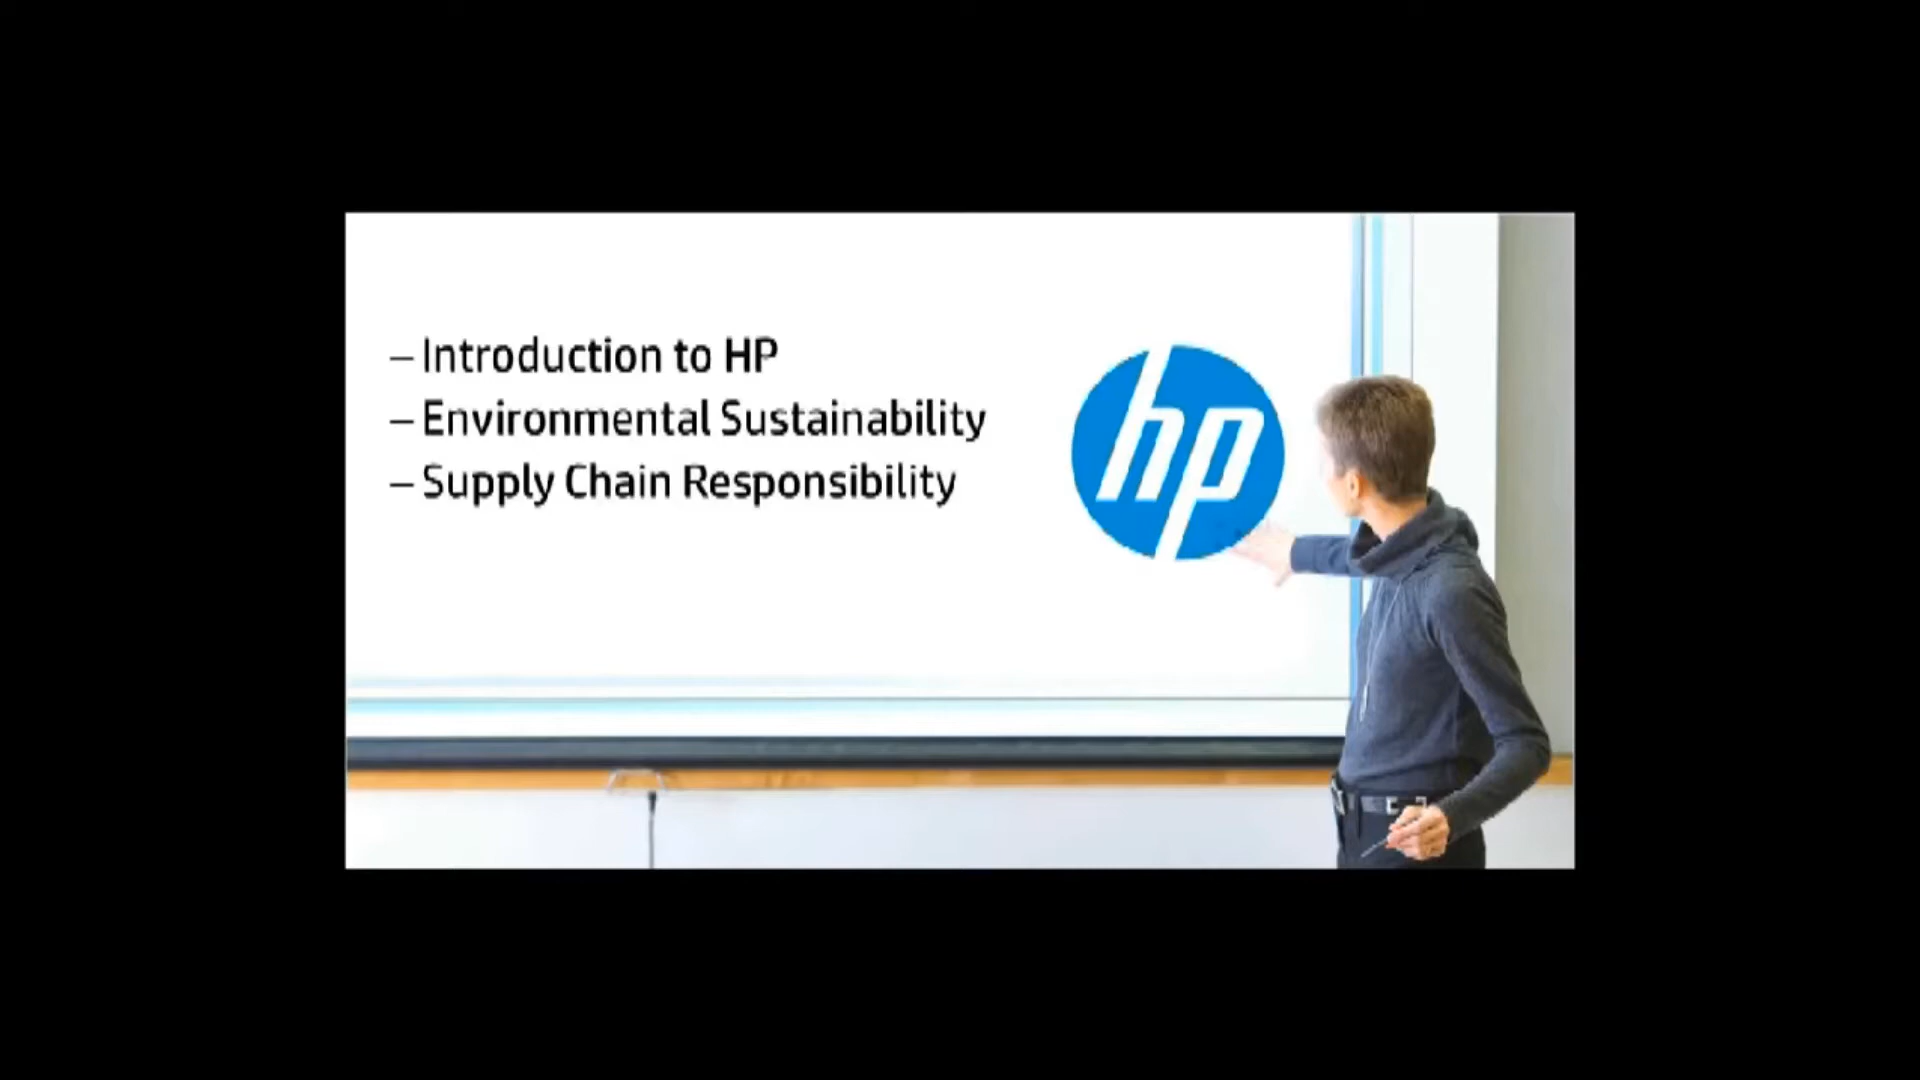 – Introduction to HP
– Environmental Sustainability
– Supply Chain Responsibility
hp